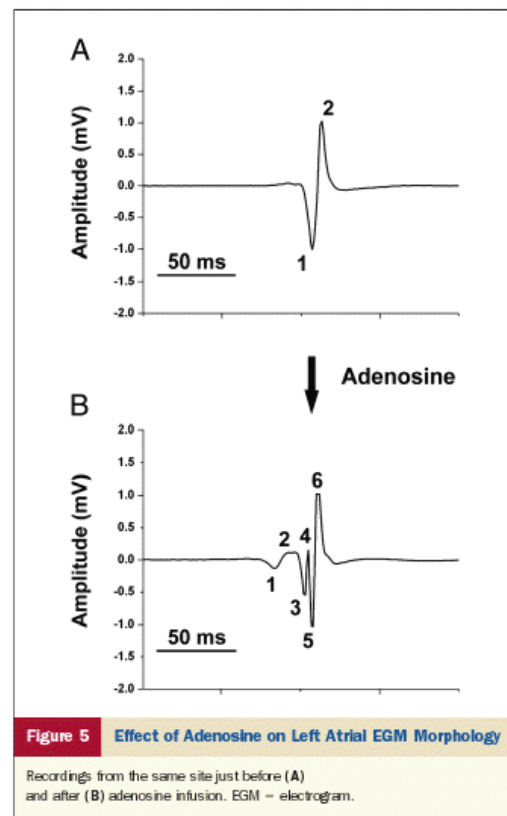 A
2.0
1.5
1.0
0.5
0.0
-0.5
-1.0
-1.5
-2.0
Amplitude (mV)
2
1
50 ms
Adenosine
B
2.0
1.5
1.0
0.5
0.0
-0.5
-1.0
-1.5
-2.0
Amplitude (mV)
6
2
4
1
3
5
50 ms
Figure 5 Effect of Adenosine on Left Atrial EGM Morphology
Recordings from the same site just before (A)
and after (B) adenosine infusion. EGM = electrogram.